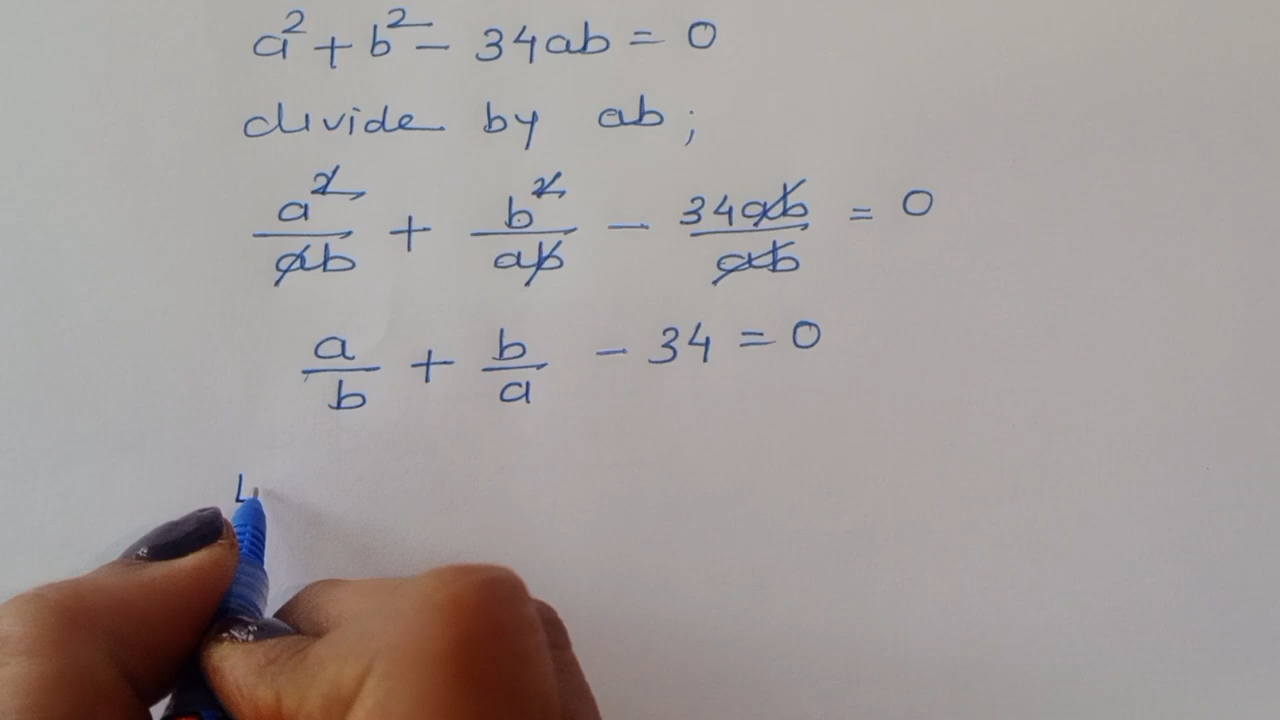 a² + b² - 34ab = 0
divide by ab;
a²/ab + b²/ab - 34ab/ab = 0
a/b + b/a - 34 = 0
L